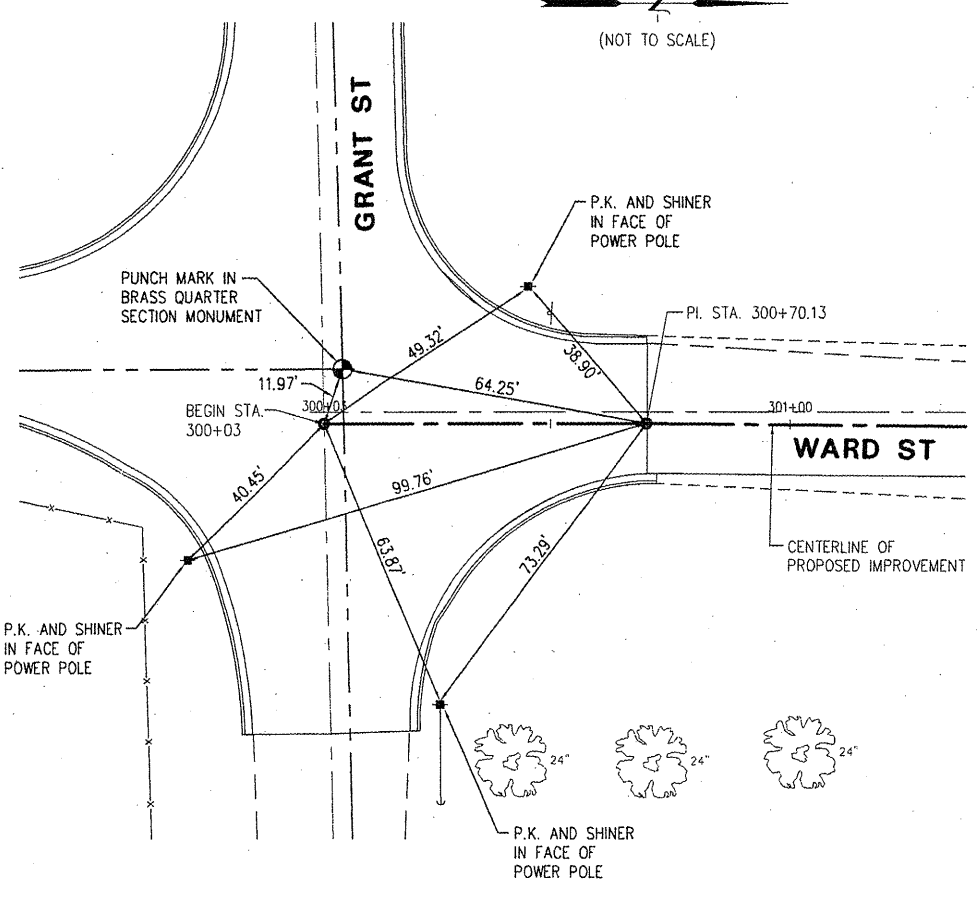 (NOT TO SCALE)
GRANT ST
P.K. AND SHINER
IN FACE OF
POWER POLE
PUNCH MARK IN
BRASS QUARTER
SECTION MONUMENT
PI. STA. 300+70.13
49.32'
38.90'
11.97'
64.25'
BEGIN STA.
300+03
300+03
301+00
WARD ST
40.45'
99.76'
63.87'
73.29'
CENTERLINE OF
PROPOSED IMPROVEMENT
P.K. AND SHINER
IN FACE OF
POWER POLE
24"
24"
24"
P.K. AND SHINER
IN FACE OF
POWER POLE